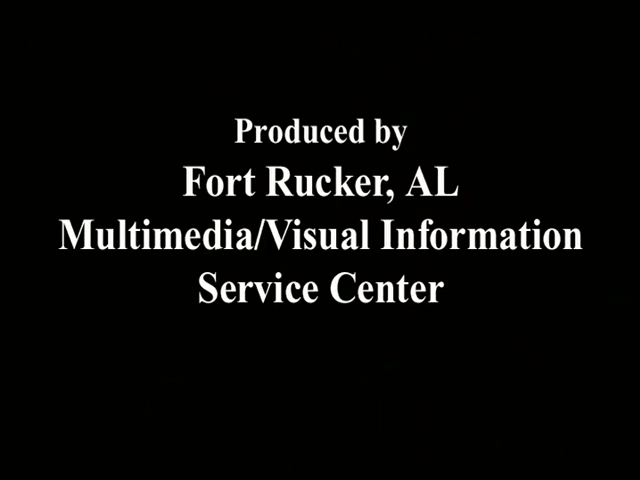 Produced by
Fort Rucker, AL
Multimedia/Visual Information
Service Center